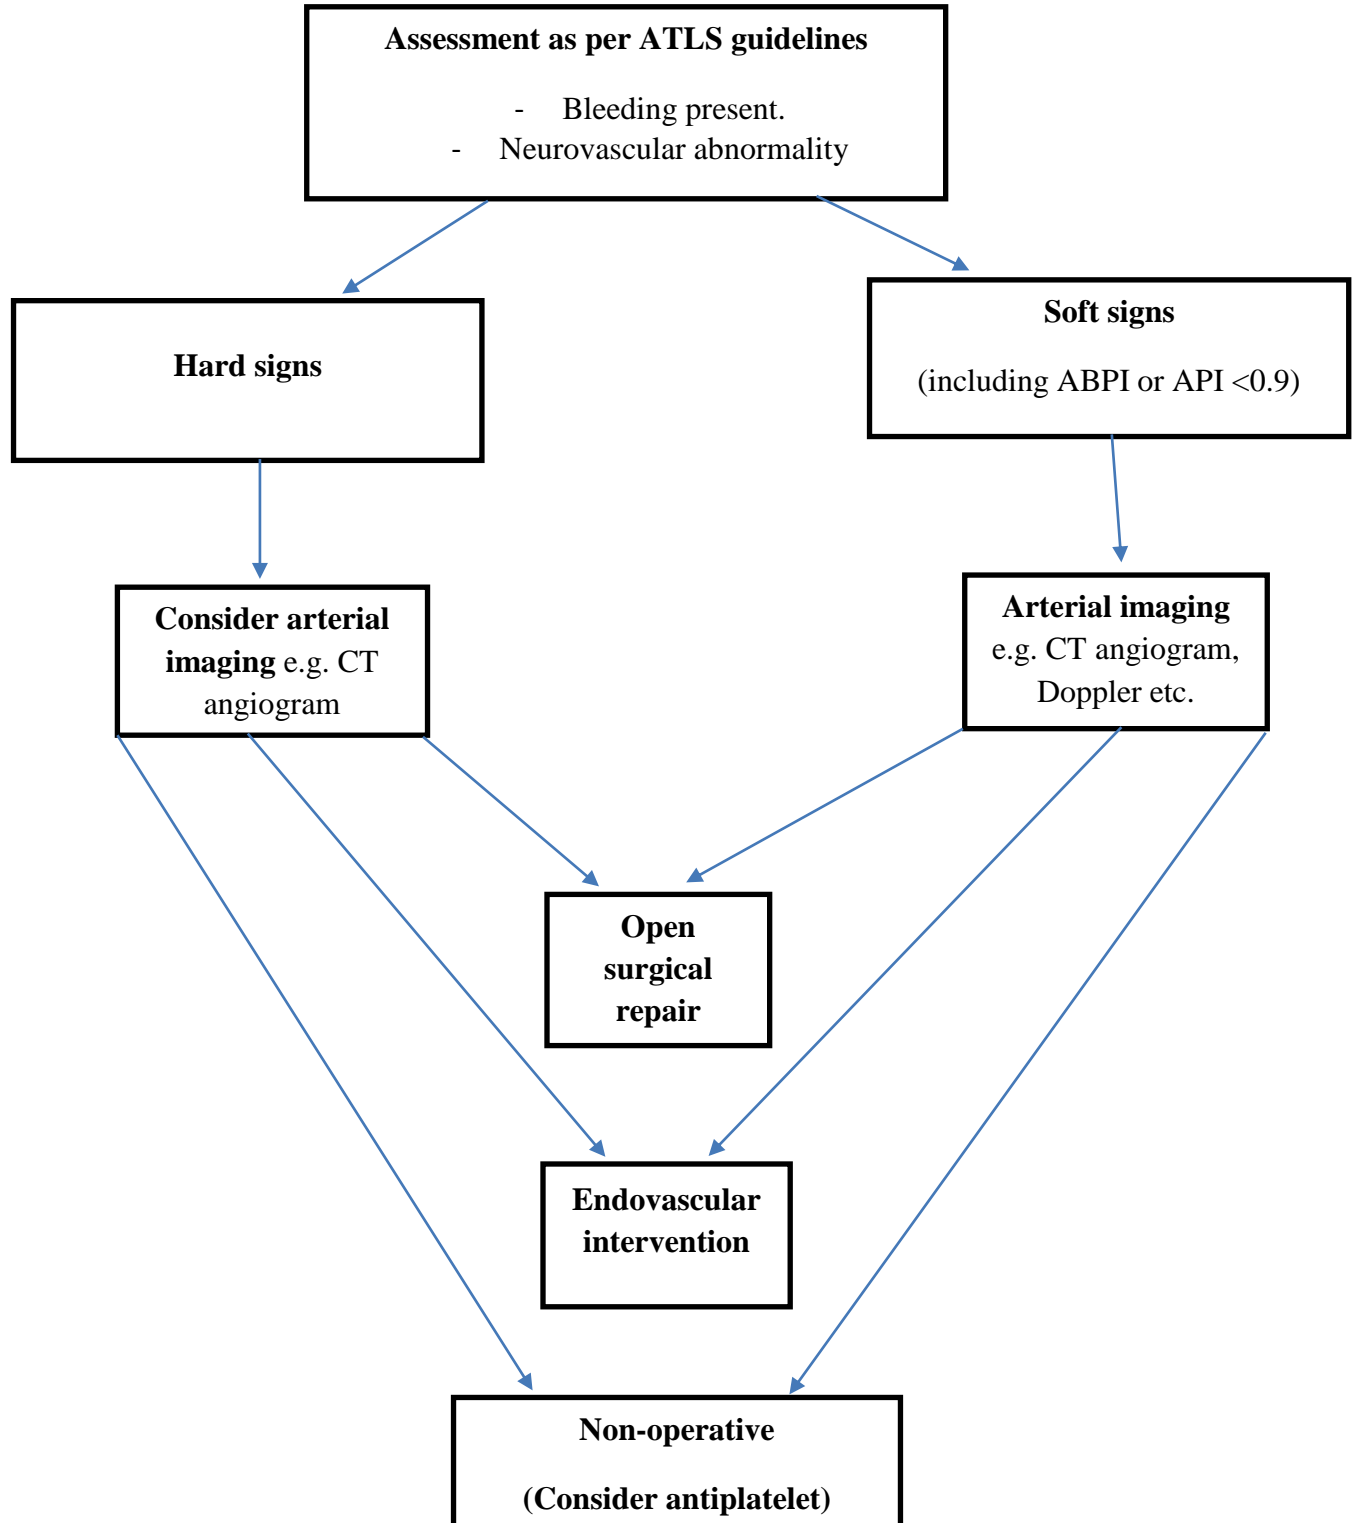 Assessment as per ATLS guidelines
- Bleeding present.
- Neurovascular abnormality
Hard signs
Soft signs
(including ABPI or API <0.9)
Consider arterial
imaging e.g. CT
angiogram
Arterial imaging
e.g. CT angiogram,
Doppler etc.
Open
surgical
repair
Endovascular
intervention
Non-operative
(Consider antiplatelet)